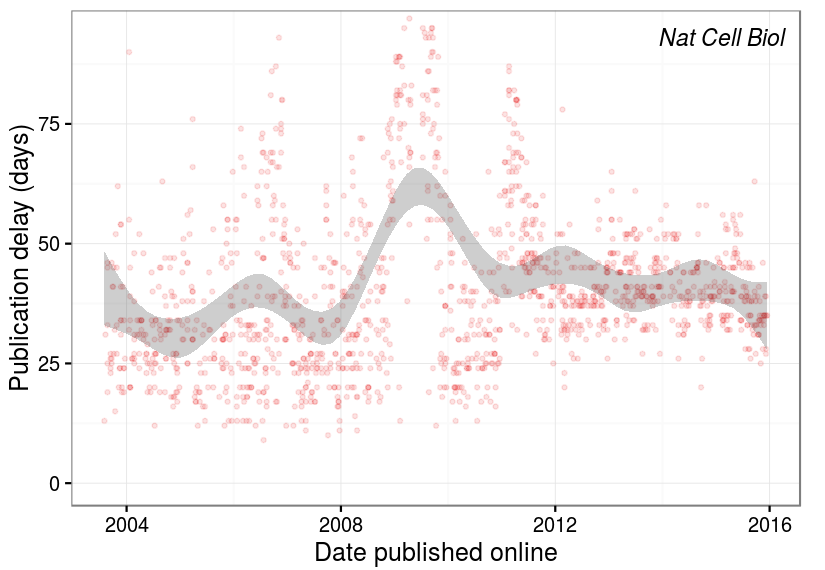 Nat Cell Biol
Publication delay (days)
75
50
25
0
2004 2008 2012 2016
Date published online